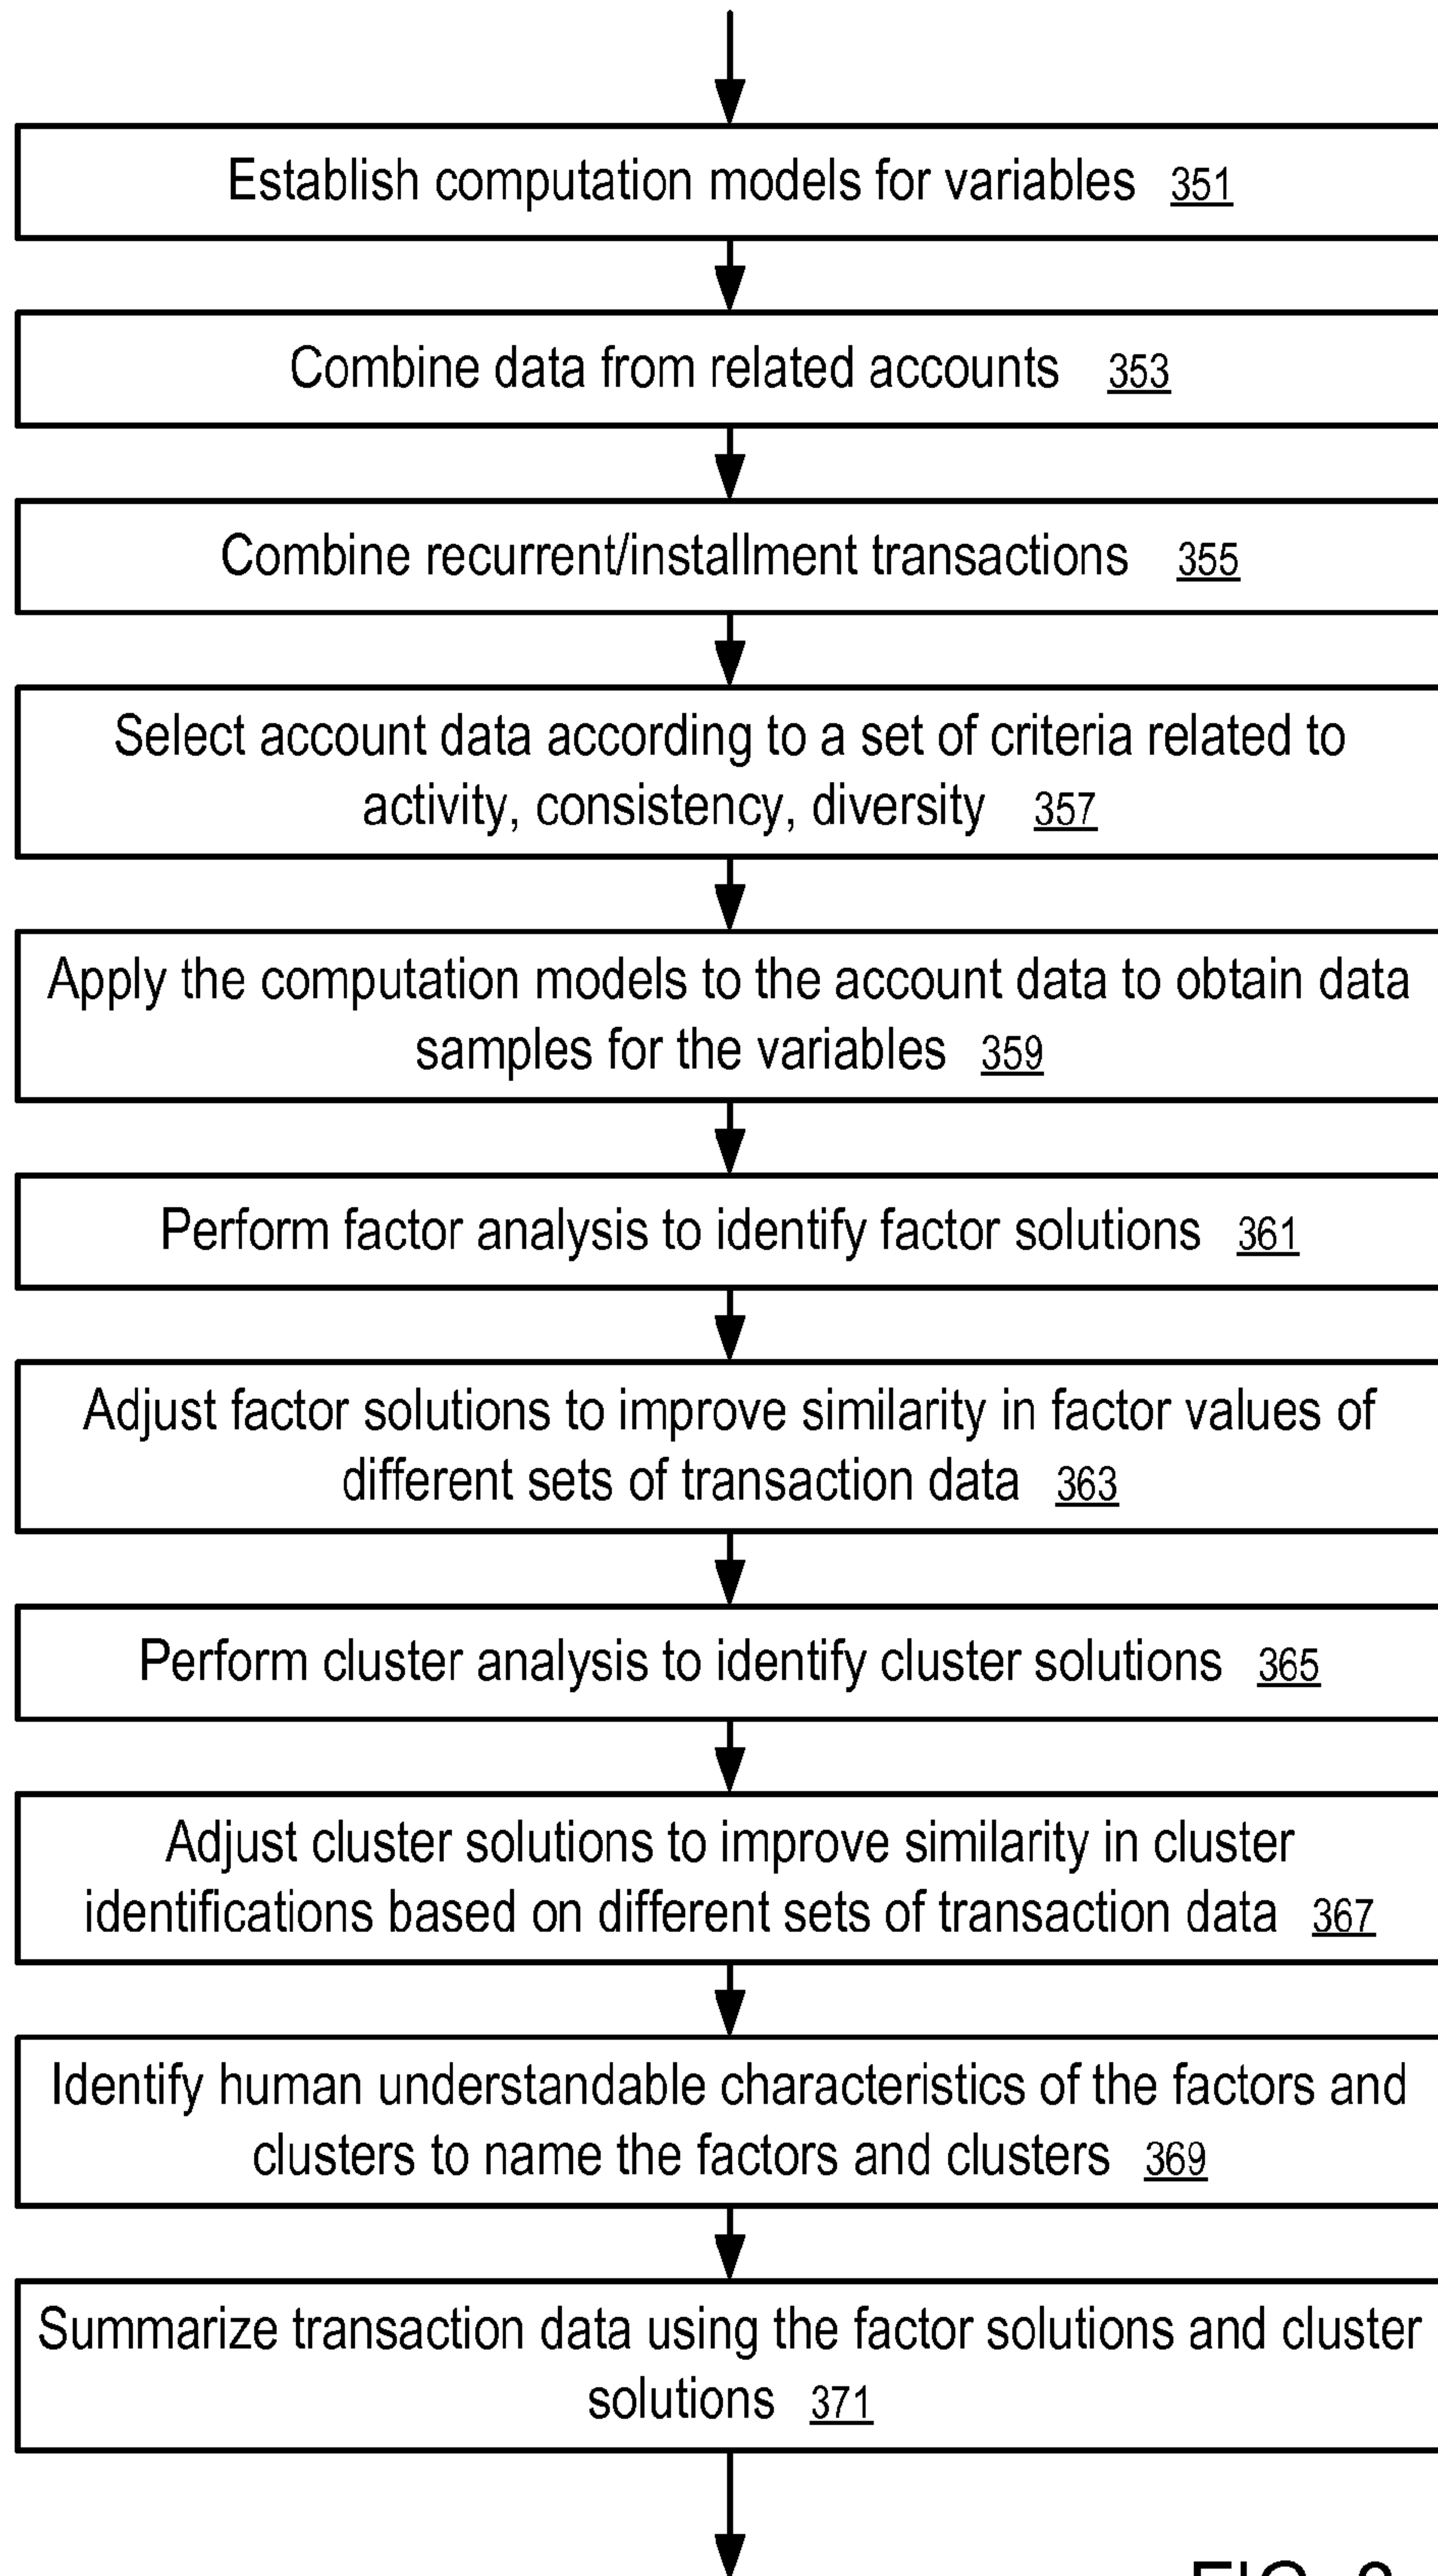 Establish computation models for variables 351
Combine data from related accounts 353
Combine recurrent/installment transactions 355
Select account data according to a set of criteria related to
activity, consistency, diversity 357
Apply the computation models to the account data to obtain data
samples for the variables 359
Perform factor analysis to identify factor solutions 361
Adjust factor solutions to improve similarity in factor values of
different sets of transaction data 363
Perform cluster analysis to identify cluster solutions 365
Adjust cluster solutions to improve similarity in cluster
identifications based on different sets of transaction data 367
Identify human understandable characteristics of the factors and
clusters to name the factors and clusters 369
Summarize transaction data using the factor solutions and cluster
solutions 371
FIG.